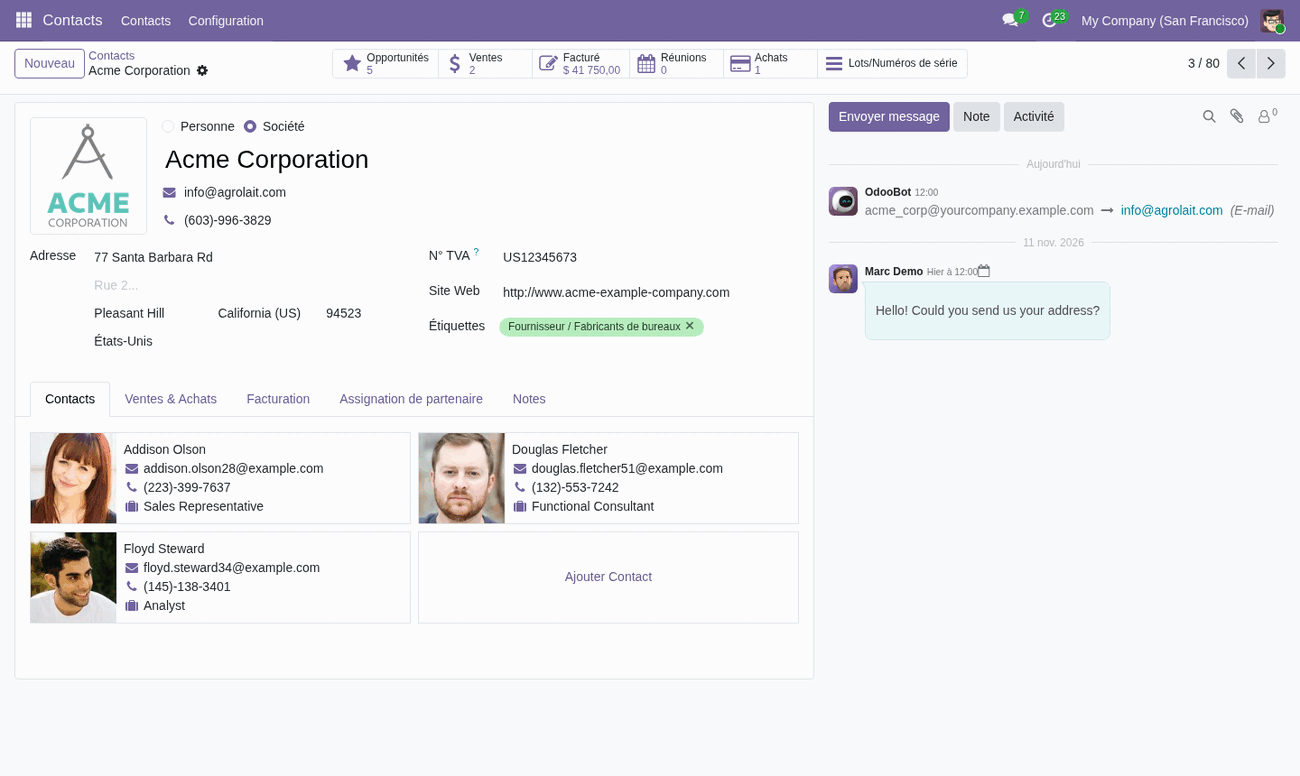 Contacts Contacts Configuration 7 23 My Company (San Francisco)
Nouveau
Contacts
Acme Corporation
Opportunités
5
Ventes
2
Facturé
$ 41 750,00
Réunions
0
Achats
1
Lots/Numéros de série
3 / 80
ACME
CORPORATION
Personne Société
Acme Corporation
info@agrolait.com
(603)-996-3829
Adresse
77 Santa Barbara Rd
Rue 2...
Pleasant Hill California (US) 94523
États-Unis
N° TVA ? US12345673
Site Web http://www.acme-example-company.com
Étiquettes Fournisseur / Fabricants de bureaux ✕
Contacts Ventes & Achats Facturation Assignation de partenaire Notes
Addison Olson
addison.olson28@example.com
(223)-399-7637
Sales Representative
Douglas Fletcher
douglas.fletcher51@example.com
(132)-553-7242
Functional Consultant
Floyd Steward
floyd.steward34@example.com
(145)-138-3401
Analyst
Ajouter Contact
Envoyer message Note Activité 0
Aujourd'hui
OdooBot 12:00
acme_corp@yourcompany.example.com → info@agrolait.com (E-mail)
11 nov. 2026
Marc Demo Hier à 12:00
Hello! Could you send us your address?